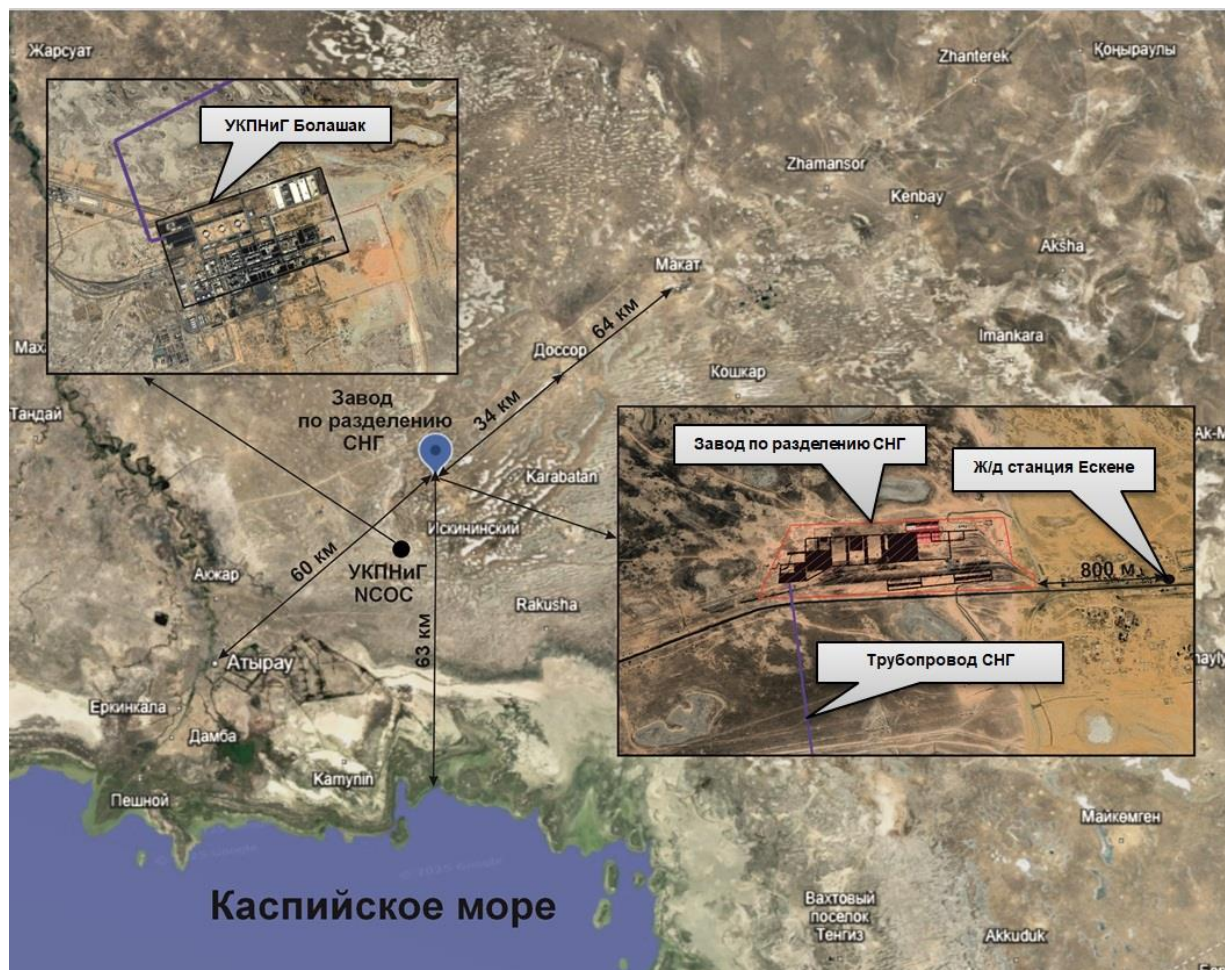 Жарсуат
Zhanterek
Қоңыраулы
УКПНиГ Болашак
Zhamansor
Kenbay
Aksha
Макат
64 км
Imankara
Мах
Доссор
Кошкар
Тандай
Завод
по разделению
СНГ
34 км
Karabatan
Искининский
Завод по разделению СНГ
Ж/д станция Ескене
Ak-М
60 км
УКПНиГ
NCOC
Акжар
Rakusha
63 км
800 м
Атырау
Трубопровод СНГ
Еркинкала
Дамба
Kamynin
Пешной
Майкөмген
Каспийское море
Вахтовый
поселок
Тенгиз
Akkuduk